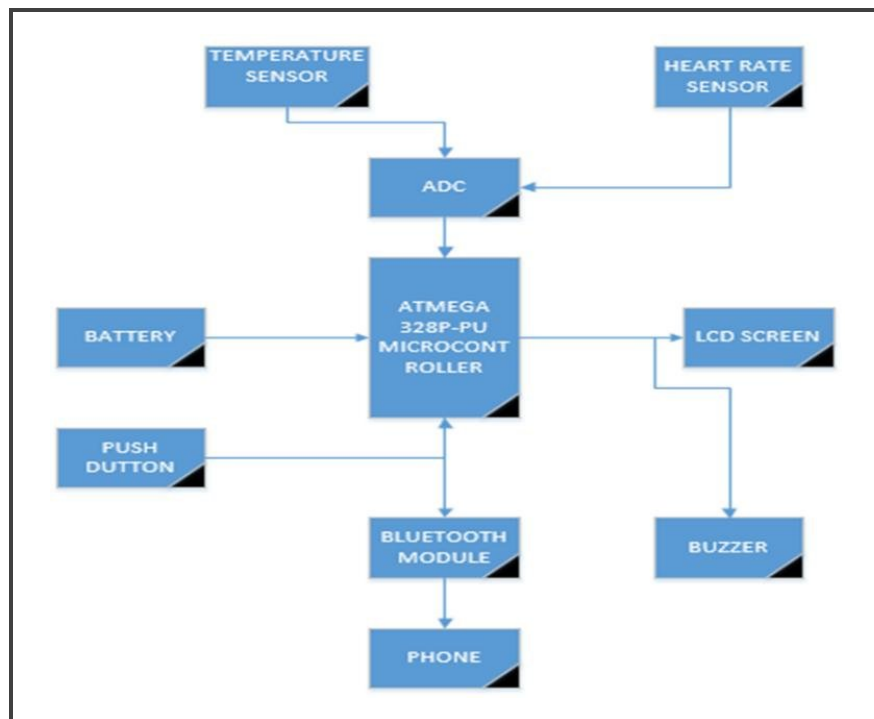 TEMPERATURE
SENSOR
HEART RATE
SENSOR
ADC
ATMEGA
328P-PU
MICROCONT
ROLLER
BATTERY
LCD SCREEN
PUSH
DUTTON
BLUETOOTH
MODULE
BUZZER
PHONE